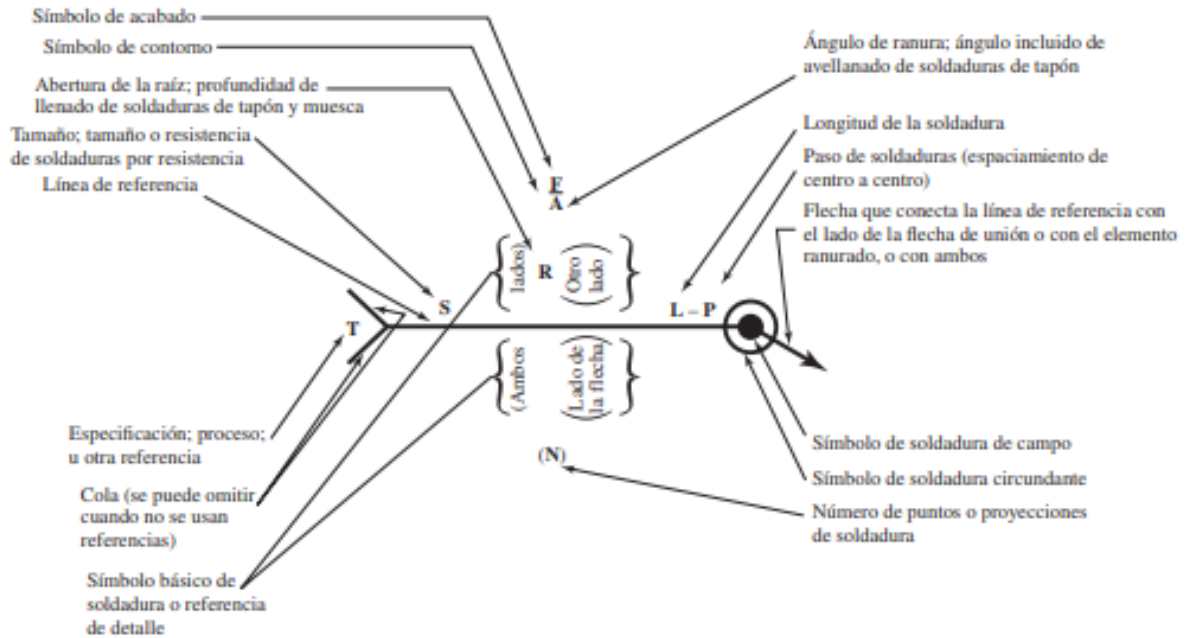 Símbolo de acabado
Símbolo de contorno
Abertura de la raíz; profundidad de
llenado de soldaduras de tapón y muesca
Tamaño; tamaño o resistencia
de soldaduras por resistencia
Línea de referencia
Ángulo de ranura; ángulo incluido de
avellanado de soldaduras de tapón
Longitud de la soldadura
Paso de soldaduras (espaciamiento de
centro a centro)
Flecha que conecta la línea de referencia con
el lado de la flecha de unión o con el elemento
ranurado, o con ambos
F
A
lados)
R
(Otro
lado)
S
L – P
T
(Ambos
(Lado de
la flecha)
(N)
Especificación; proceso;
u otra referencia
Cola (se puede omitir
cuando no se usan
referencias)
Símbolo básico de
soldadura o referencia
de detalle
Símbolo de soldadura de campo
Símbolo de soldadura circundante
Número de puntos o proyecciones
de soldadura